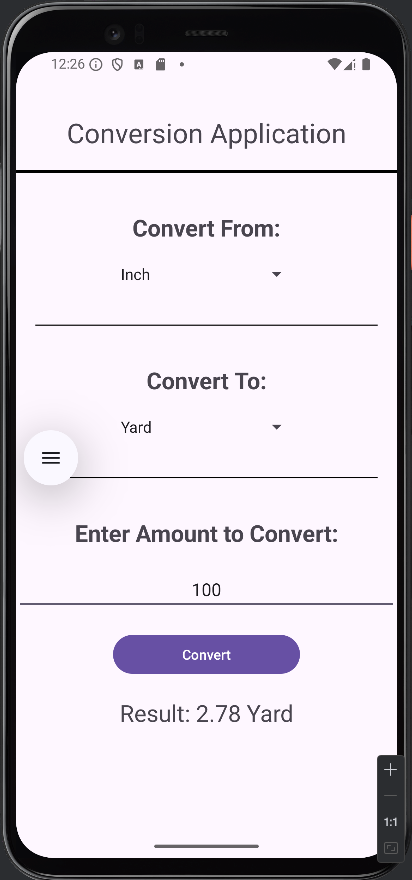 12:26
Conversion Application
Convert From:
Inch
Convert To:
Yard
Enter Amount to Convert:
100
Convert
Result: 2.78 Yard
1:1